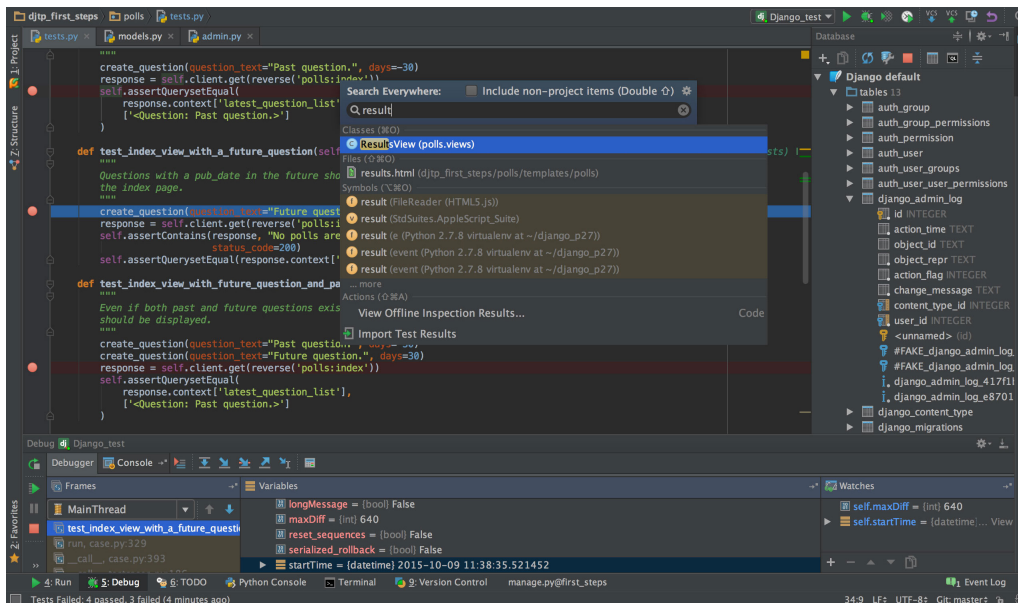 djtp_first_steps polls tests.py
Django_test
VCS VCS
1: Project
Z: Structure
2: Favorites
tests.py × models.py × admin.py ×
"""
create_question(question_text="Past question.", days=-30)
response = self.client.get(reverse('polls:index'))
self.assertQuerysetEqual(
response.context['latest_question_list'
['<Question: Past question.>']
)
def test_index_view_with_a_future_question(self
"""
Questions with a pub_date in the future sho
the index page.
"""
create_question(question_text="Future quest
response = self.client.get(reverse('polls:i
self.assertContains(response, "No polls are
status_code=200)
self.assertQuerysetEqual(response.context['
def test_index_view_with_future_question_and_pa
"""
Even if both past and future questions exis
should be displayed.
"""
create_question(question_text="Past question.", days=-30)
create_question(question_text="Future question.", days=30)
response = self.client.get(reverse('polls:index'))
self.assertQuerysetEqual(
response.context['latest_question_list'],
['<Question: Past question.>']
)
Search Everywhere: Include non-project items (Double ⇧)
result
Classes (⌘O)
ResultsView (polls.views)
Files (⇧⌘O)
results.html (djtp_first_steps/polls/templates/polls)
Symbols (⌥⌘O)
result (FileReader (HTML5.js))
result (StdSuites.AppleScript_Suite)
result (e (Python 2.7.8 virtualenv at ~/django_p27))
result (event (Python 2.7.8 virtualenv at ~/django_p27))
result (event (Python 2.7.8 virtualenv at ~/django_p27))
... more
Actions (⇧⌘A)
View Offline Inspection Results... Code
Import Test Results
Database
Django default
tables 13
auth_group
auth_group_permissions
auth_permission
auth_user
auth_user_groups
auth_user_user_permissions
django_admin_log
id INTEGER
action_time TEXT
object_id TEXT
object_repr TEXT
action_flag INTEGER
change_message TEXT
content_type_id INTEGER
user_id INTEGER
<unnamed> (id)
#FAKE_django_admin_log_
#FAKE_django_admin_log_
django_admin_log_417f1
django_admin_log_e8701
django_content_type
django_migrations
Debug Django_test
Debugger Console
Frames
MainThread
test_index_view_with_a_future_questi
run, case.py:329
__call__, case.py:393
Variables
longMessage = {bool} False
maxDiff = {int} 640
reset_sequences = {bool} False
serialized_rollback = {bool} False
startTime = {datetime} 2015-10-09 11:38:35.521452
Watches
self.maxDiff = {int} 640
self.startTime = {datetime}... View
4: Run 5: Debug 6: TODO Python Console Terminal 9: Version Control manage.py@first_steps Event Log
Tests Failed: 4 passed, 3 failed (4 minutes ago) 34:9 LF÷ UTF-8÷ Git: master÷